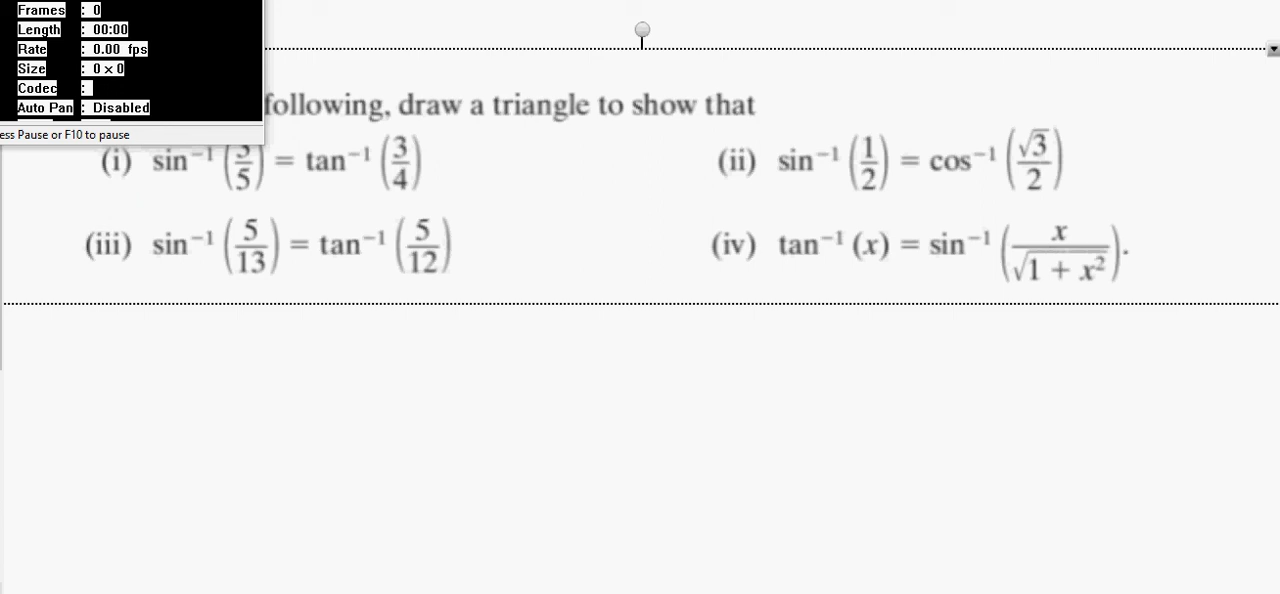 Frames : 0
Length : 00:00
Rate : 0.00 fps
Size : 0 x 0
Codec :
Auto Pan : Disabled
ess Pause or F10 to pause
following, draw a triangle to show that
(i) sin⁻¹ (3/5) = tan⁻¹ (3/4) (ii) sin⁻¹ (1/2) = cos⁻¹ (√3/2)
(iii) sin⁻¹ (5/13) = tan⁻¹ (5/12) (iv) tan⁻¹ (x) = sin⁻¹ (x/√(1 + x²)).